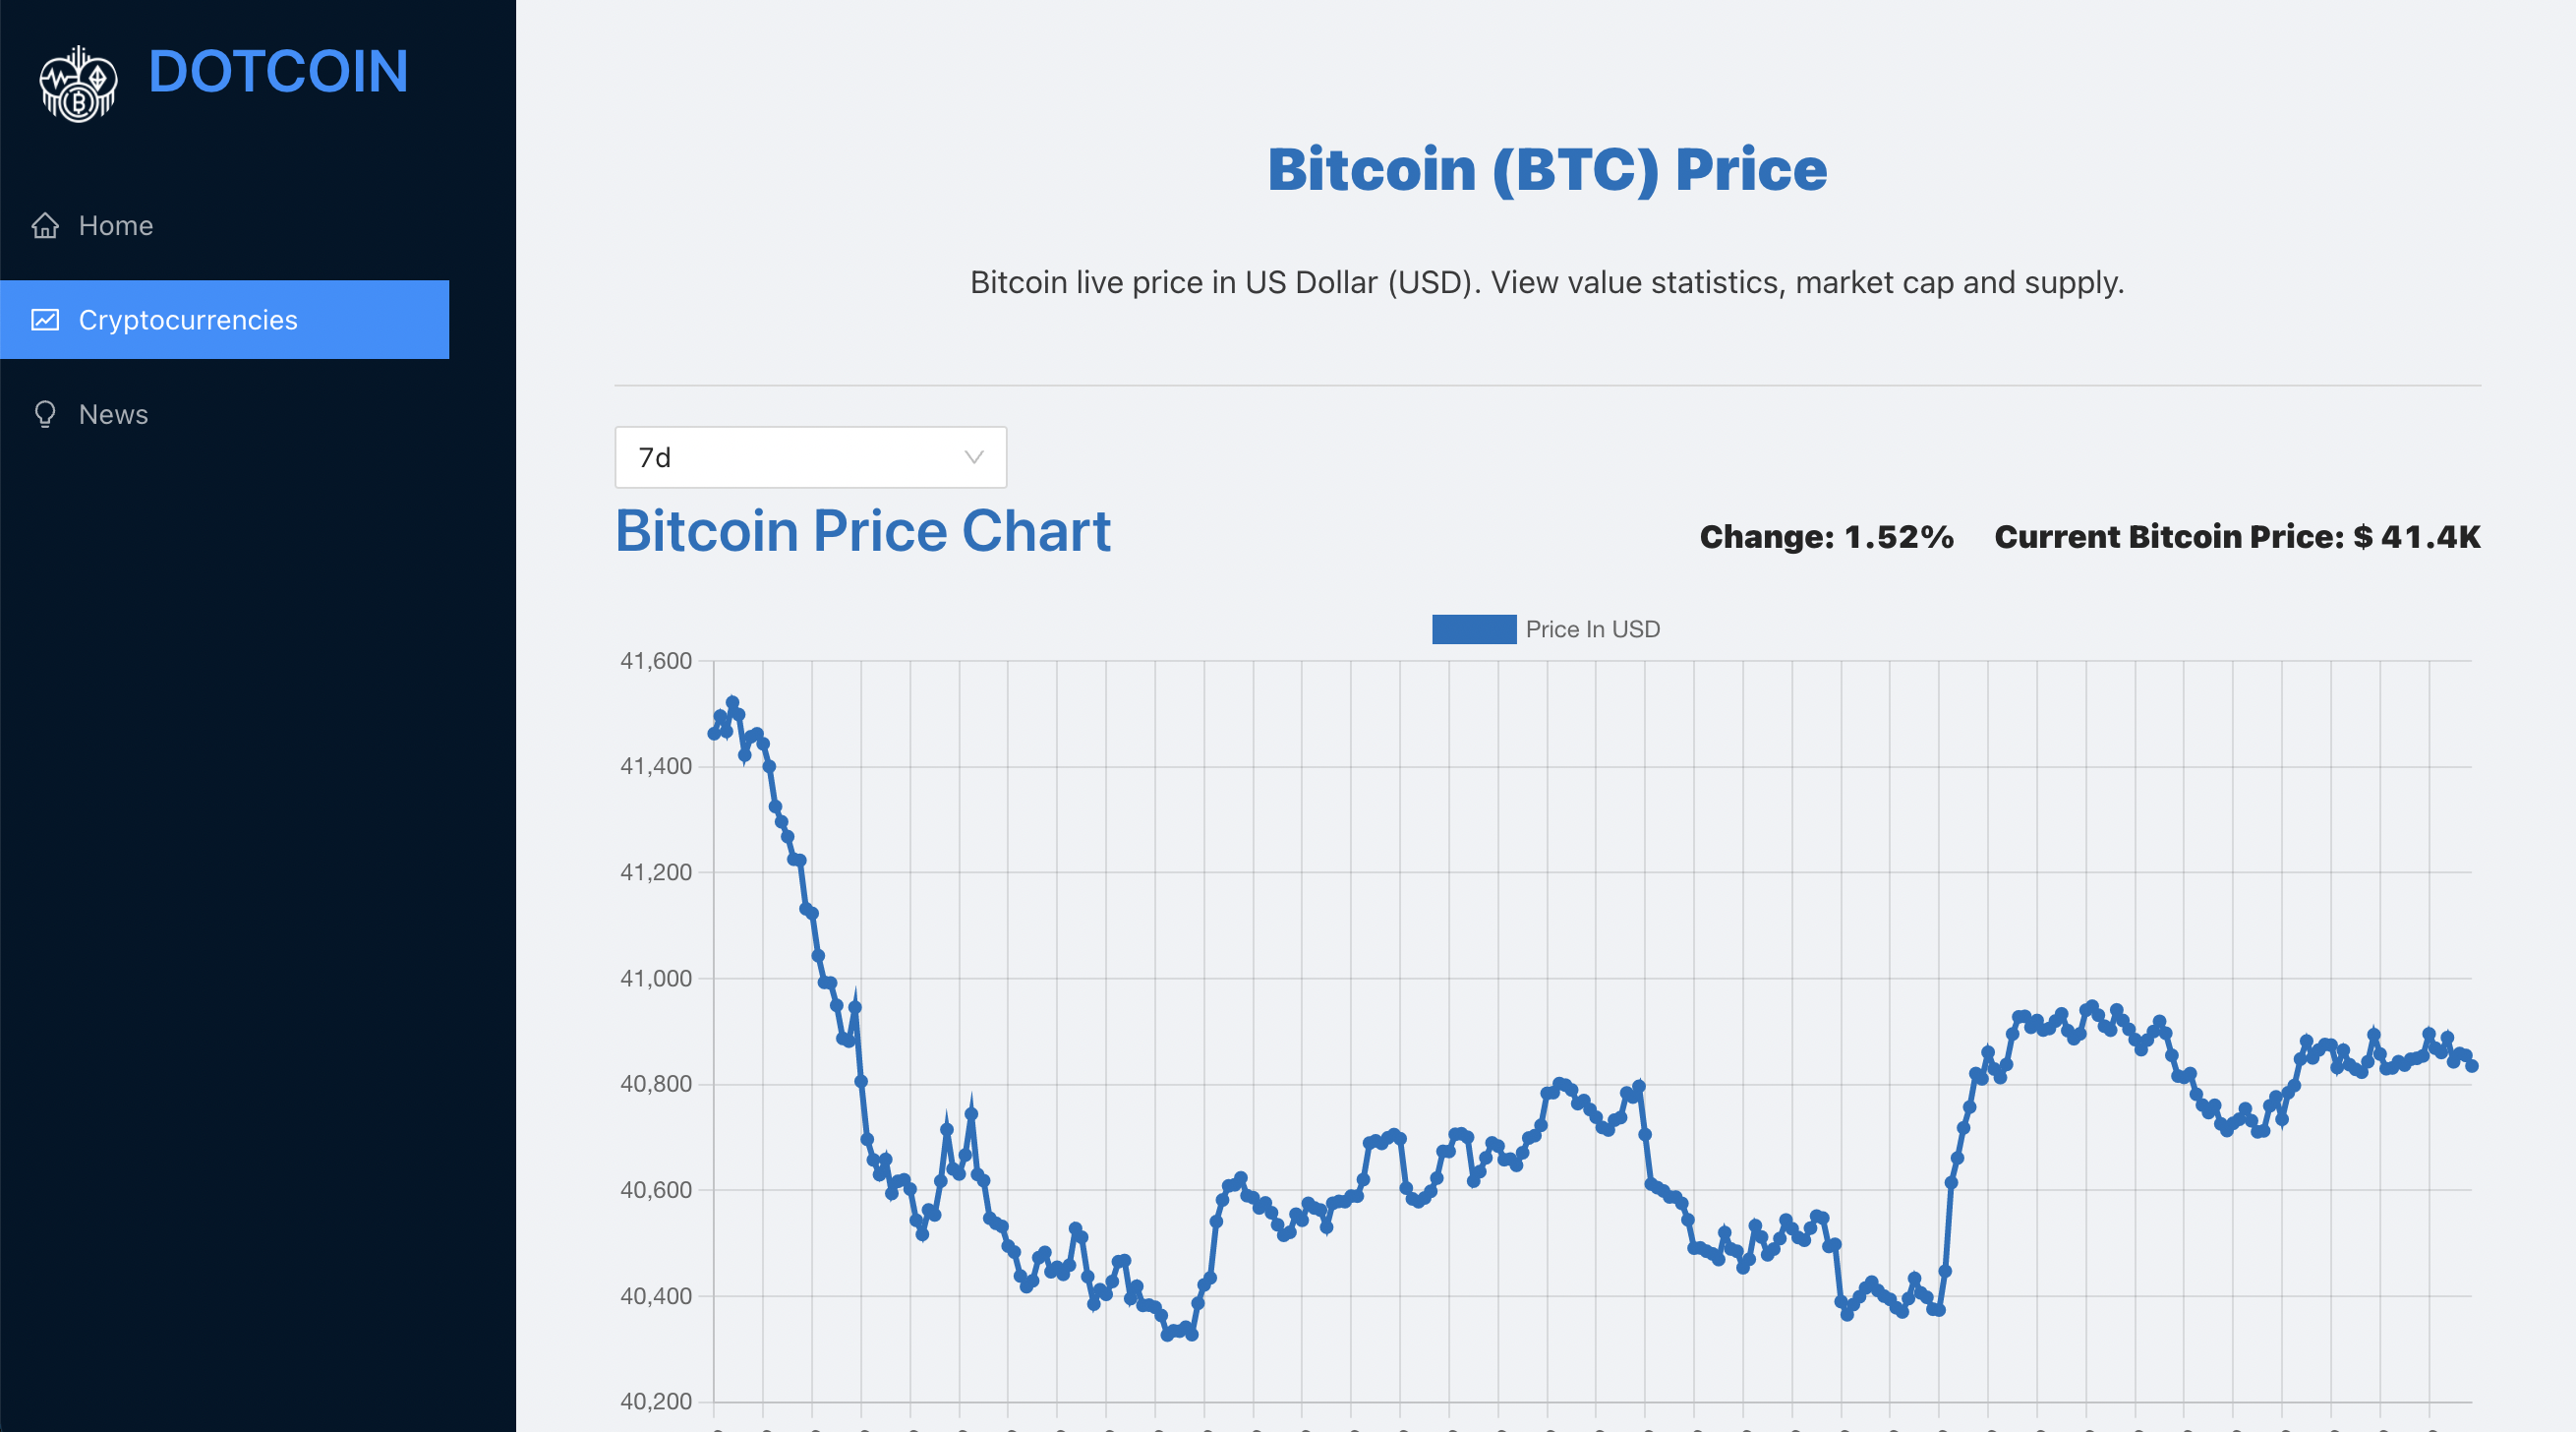 DOTCOIN
Home
Cryptocurrencies
News
Bitcoin (BTC) Price
Bitcoin live price in US Dollar (USD). View value statistics, market cap and supply.
7d
Bitcoin Price Chart
Change: 1.52%
Current Bitcoin Price: $ 41.4K
Price In USD
41,600
41,400
41,200
41,000
40,800
40,600
40,400
40,200